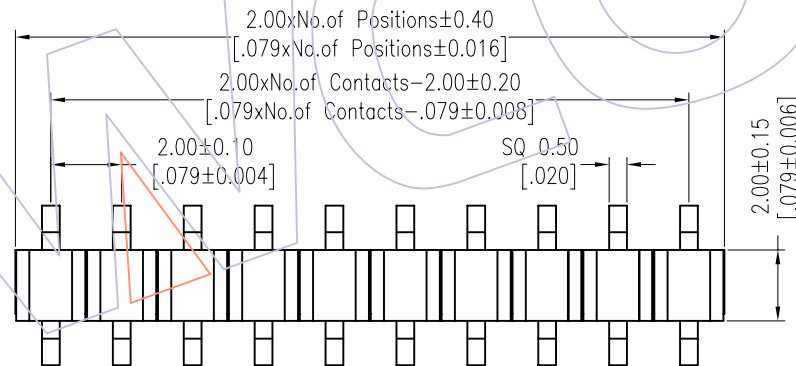 2.00xNo.of Positions±0.40
[.079xNo.of Positions±0.016]
2.00xNo.of Contacts-2.00±0.20
[.079xNo.of Contacts-.079±0.008]
2.00±0.10
[.079±0.004]
SQ 0.50
[.020]
2.00±0.15
[.079±0.006]